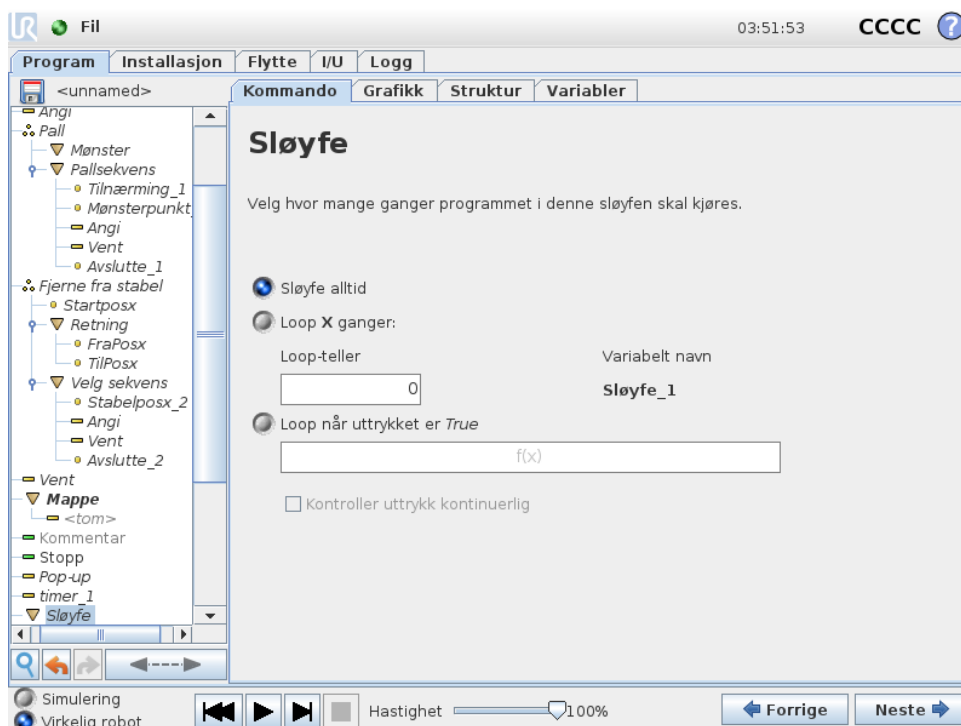 UR Fil 03:51:53 CCCC ?
Program Installasjon Flytte I/U Logg
<unnamed> Kommando Grafikk Struktur Variabler
Angi
Pall
Mønster
Pallsekvens
Tilnærming_1
Mønsterpunkt_
Angi
Vent
Avslutte_1
Fjerne fra stabel
Startposx
Retning
FraPosx
TilPosx
Velg sekvens
Stabelposx_2
Angi
Vent
Avslutte_2
Vent
Mappe
<tom>
Kommentar
Stopp
Pop-up
timer_1
Sløyfe
Sløyfe
Velg hvor mange ganger programmet i denne sløyfen skal kjøres.
Sløyfe alltid
Loop X ganger:
Loop-teller Variabelt navn
0 Sløyfe_1
Loop når uttrykket er True
f(x)
Kontroller uttrykk kontinuerlig
Simulering
Virkelig robot
Hastighet 100%
Forrige Neste